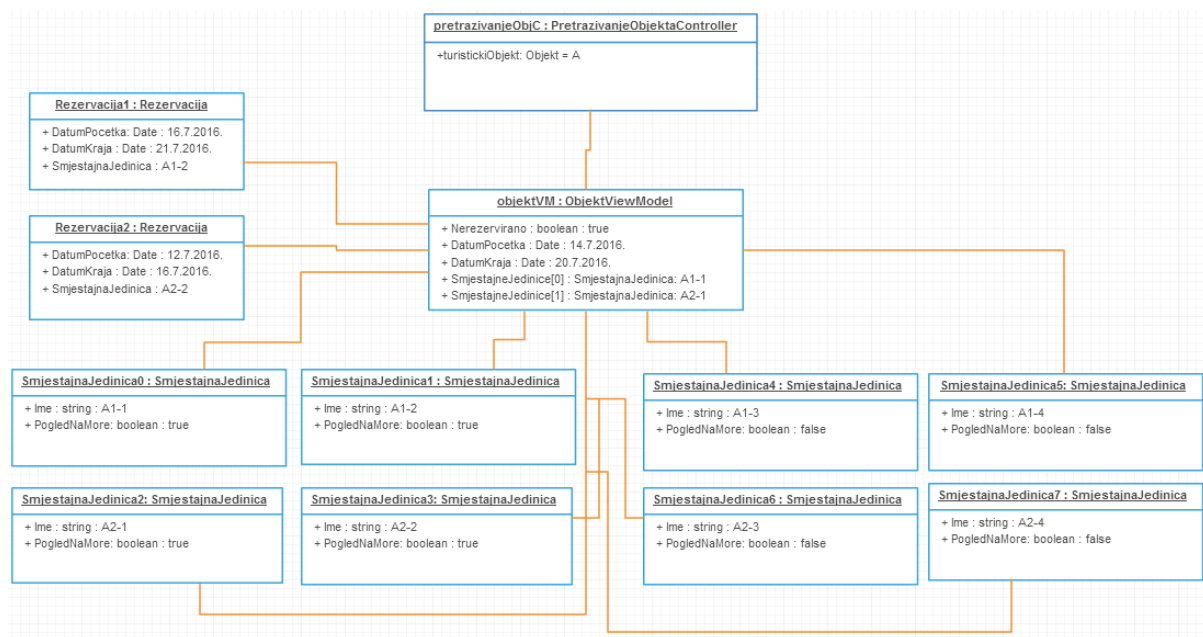 pretrazivanjeObjC : PretrazivanjeObjektaController
+turistickiObjekt: Objekt = A
Rezervacija1 : Rezervacija
+ DatumPocetka: Date : 16.7.2016.
+ DatumKraja : Date : 21.7.2016.
+ SmjestajnaJedinica : A1-2
Rezervacija2 : Rezervacija
+ DatumPocetka: Date : 12.7.2016.
+ DatumKraja : Date : 16.7.2016.
+ SmjestajnaJedinica : A2-2
objektVM : ObjektViewModel
+ Nerezervirano : boolean : true
+ DatumPocetka : Date : 14.7.2016.
+ DatumKraja : Date : 20.7.2016.
+ SmjestajneJedinice[0] : SmjestajnaJedinica: A1-1
+ SmjestajneJedinice[1] : SmjestajnaJedinica: A2-1
SmjestajnaJedinica0 : SmjestajnaJedinica
+ Ime : string : A1-1
+ PogledNaMore: boolean : true
SmjestajnaJedinica1 : SmjestajnaJedinica
+ Ime : string : A1-2
+ PogledNaMore: boolean : true
SmjestajnaJedinica4 : SmjestajnaJedinica
+ Ime : string : A1-3
+ PogledNaMore: boolean : false
SmjestajnaJedinica5: SmjestajnaJedinica
+ Ime : string : A1-4
+ PogledNaMore: boolean : false
SmjestajnaJedinica2: SmjestajnaJedinica
+ Ime : string : A2-1
+ PogledNaMore: boolean : true
SmjestajnaJedinica3: SmjestajnaJedinica
+ Ime : string : A2-2
+ PogledNaMore: boolean : true
SmjestajnaJedinica6 : SmjestajnaJedinica
+ Ime : string : A2-3
+ PogledNaMore: boolean : false
SmjestajnaJedinica7 : SmjestajnaJedinica
+ Ime : string : A2-4
+ PogledNaMore: boolean : false